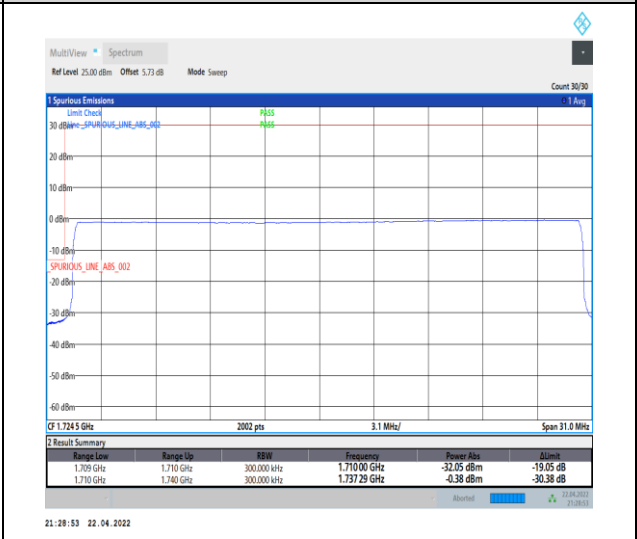 MultiView Spectrum
Ref Level 25.00 dBm Offset 5.73 dB Mode Sweep
Count 30/30
1 Spurious Emissions 1 Avg
Limit Check PASS
30 dBm Line _SPURIOUS_LINE_ABS_002 PASS
20 dBm
10 dBm
0 dBm
-10 dBm
_SPURIOUS_LINE_ABS_002
-20 dBm
-30 dBm
-40 dBm
-50 dBm
-60 dBm
CF 1.724 5 GHz 2002 pts 3.1 MHz/ Span 31.0 MHz
2 Result Summary
Range Low Range Up RBW Frequency Power Abs ΔLimit
1.709 GHz 1.710 GHz 300.000 kHz 1.71000 GHz -32.05 dBm -19.05 dB
1.710 GHz 1.740 GHz 300.000 kHz 1.73729 GHz -0.38 dBm -30.38 dB
Aborted 22.04.2022
21:28:53
21:28:53 22.04.2022